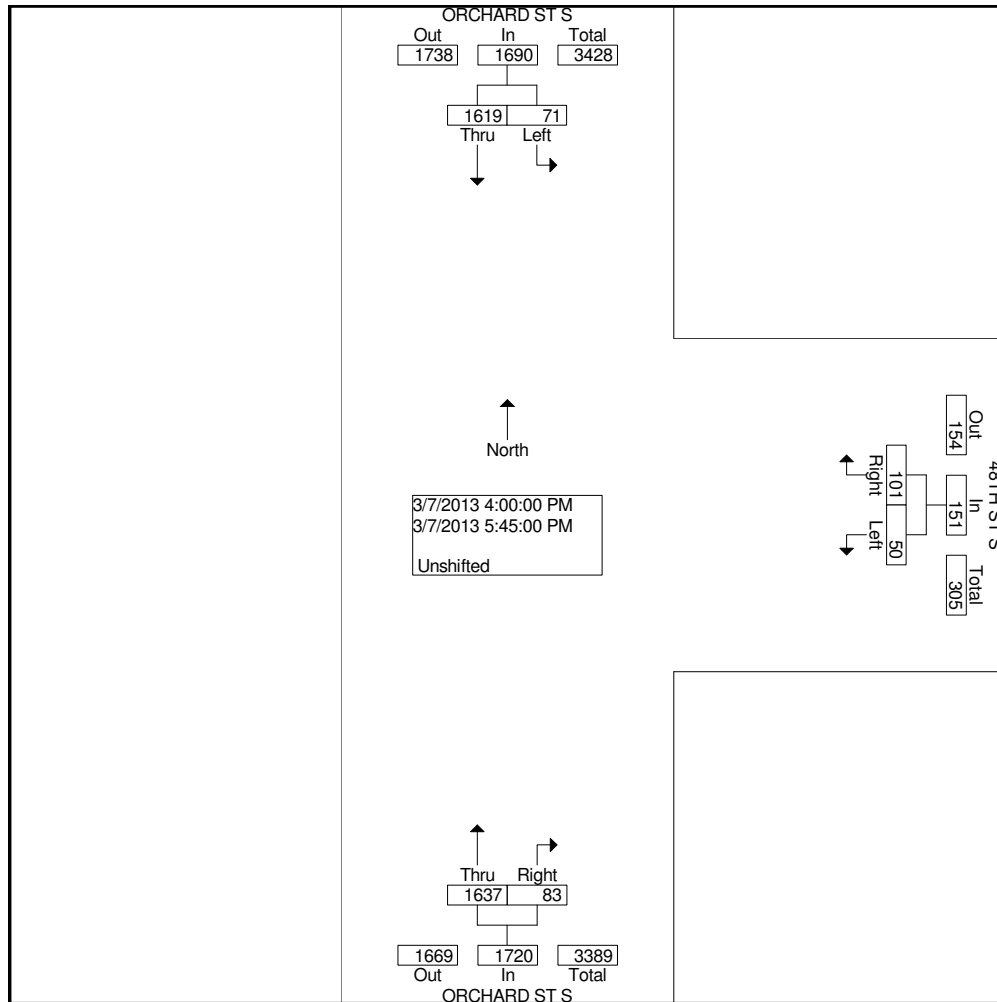 ORCHARD ST S
Out In Total
1738 1690 3428
1619 71
Thru Left
North
3/7/2013 4:00:00 PM
3/7/2013 5:45:00 PM
Unshifted
Out In Total
154 151 305
101 50
Right Left
Thru Right
1637 83
1669 1720 3389
Out In Total
ORCHARD ST S